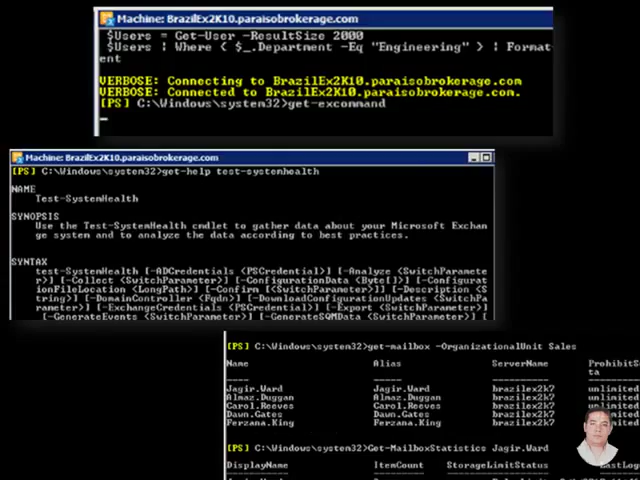 Machine: BrazilEx2K10.paraisobrokerage.com
$Users = Get-User -ResultSize 2000
$Users | Where { $_.Department -Eq "Engineering" } | Format
ent
VERBOSE: Connecting to BrazilEx2K10.paraisobrokerage.com
VERBOSE: Connected to BrazilEx2K10.paraisobrokerage.com.
[PS] C:\Windows\system32>get-excommand
Machine: BrazilEx2K10.paraisobrokerage.com
[PS] C:\Windows\system32>get-help test-systemhealth
NAME
Test-SystemHealth
SYNOPSIS
Use the Test-SystemHealth cmdlet to gather data about your Microsoft Exchan
ge system and to analyze the data according to best practices.
SYNTAX
test-SystemHealth [-ADCredentials <PSCredential>] [-Analyze <SwitchParamete
r>] [-Collect <SwitchParameter>] [-ConfigurationData <Byte[]>] [-Configurat
ionFileLocation <LongPath>] [-Confirm [<SwitchParameter>]] [-Description <S
tring>] [-DomainController <Fqdn>] [-DownloadConfigurationUpdates <SwitchPa
rameter>] [-ExchangeCredentials <PSCredential>] [-Export <SwitchParameter>]
[-GenerateEvents <SwitchParameter>] [-GenerateSQMData <SwitchParameter>] [
[PS] C:\Windows\system32>get-mailbox -OrganizationalUnit Sales
Name Alias ServerName ProhibitS
ta
Jagir.Ward Jagir.Ward brazilex2k7 unlimited
Almaz.Duggan Almaz.Duggan brazilex2k7 unlimited
Carol.Reeves Carol.Reeves brazilex2k7 unlimited
Dawn.Gates Dawn.Gates brazilex2k7 unlimited
Ferzana.King Ferzana.King brazilex2k7 unlimited
[PS] C:\Windows\system32>Get-MailboxStatistics Jagir.Ward
DisplayName ItemCount StorageLimitStatus LastLogo